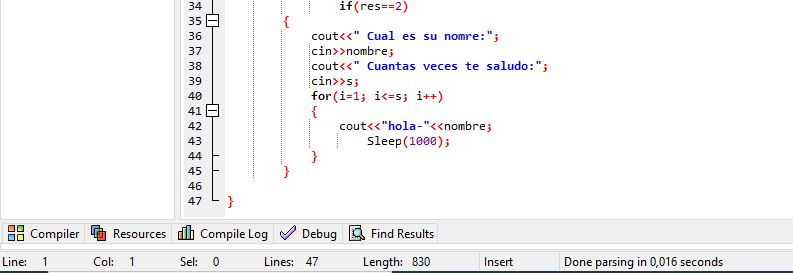 34 if(res==2)
35 {
36 cout<<" Cual es su nomre:";
37 cin>>nombre;
38 cout<<" Cuantas veces te saludo:";
39 cin>>s;
40 for(i=1; i<=s; i++)
41 {
42 cout<<"hola-"<<nombre;
43 Sleep(1000);
44 }
45 }
46
47 }
Compiler Resources Compile Log Debug Find Results
Line: 1 Col: 1 Sel: 0 Lines: 47 Length: 830 Insert Done parsing in 0,016 seconds